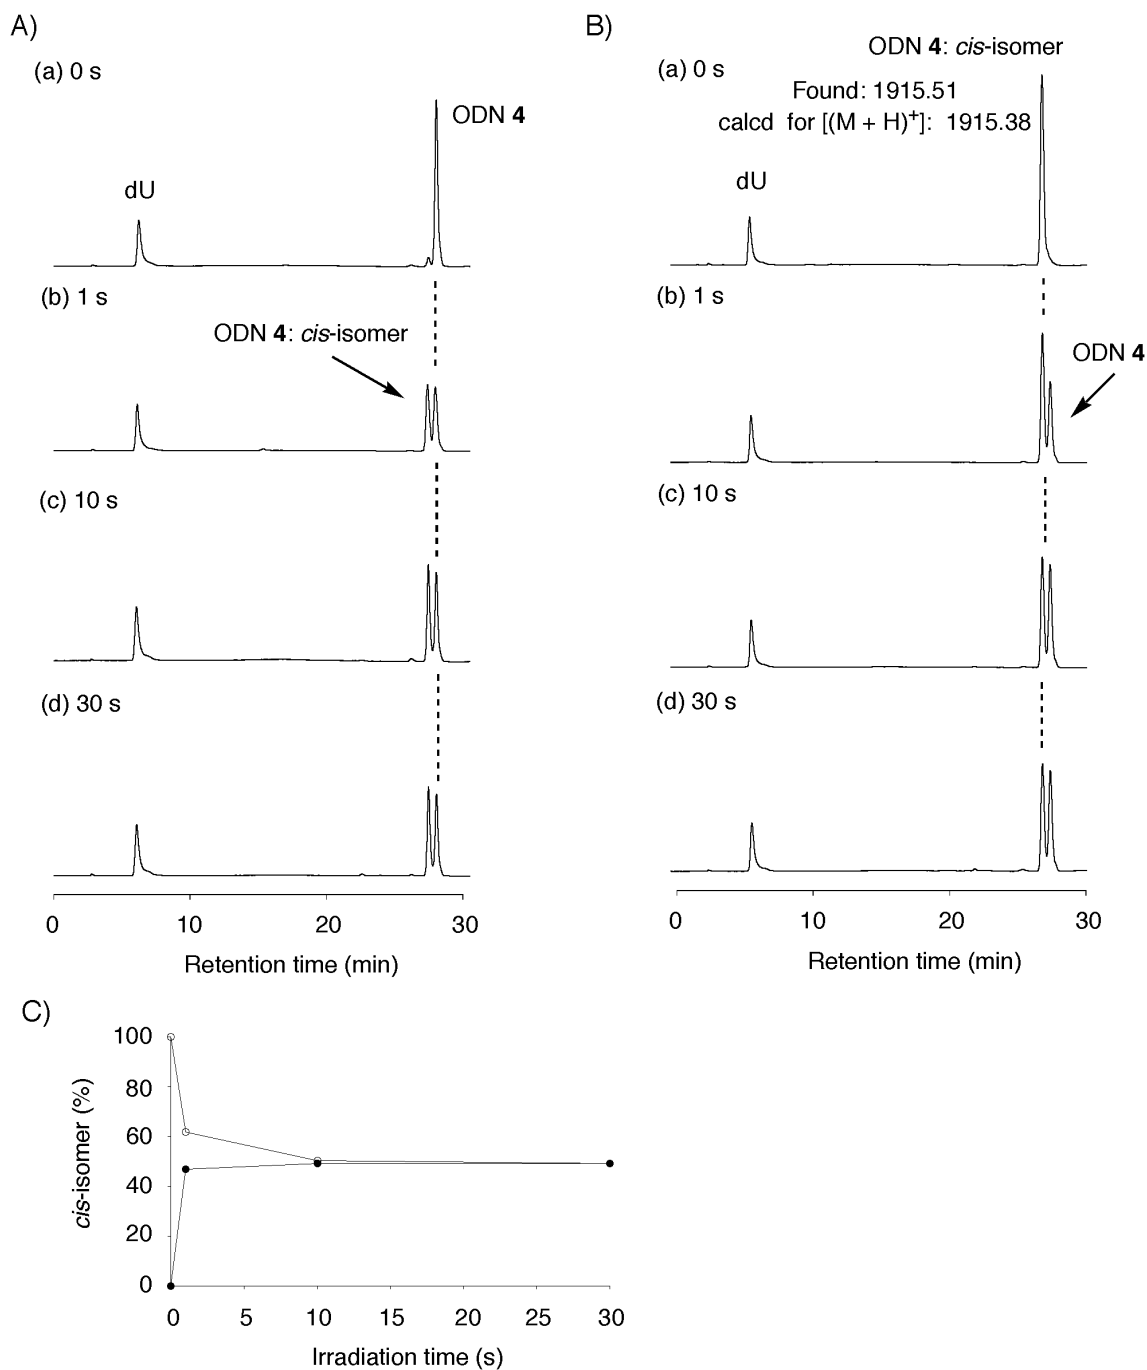 A)
(a) 0 s
ODN 4
dU
(b) 1 s
ODN 4: cis-isomer
(c) 10 s
(d) 30 s
0 10 20 30
Retention time (min)
B)
ODN 4: cis-isomer
(a) 0 s
Found: 1915.51
calcd for [(M + H)+]: 1915.38
dU
(b) 1 s
ODN 4
(c) 10 s
(d) 30 s
0 10 20 30
Retention time (min)
C)
100
80
60
40
20
0
cis-isomer (%)
0 5 10 15 20 25 30
Irradiation time (s)